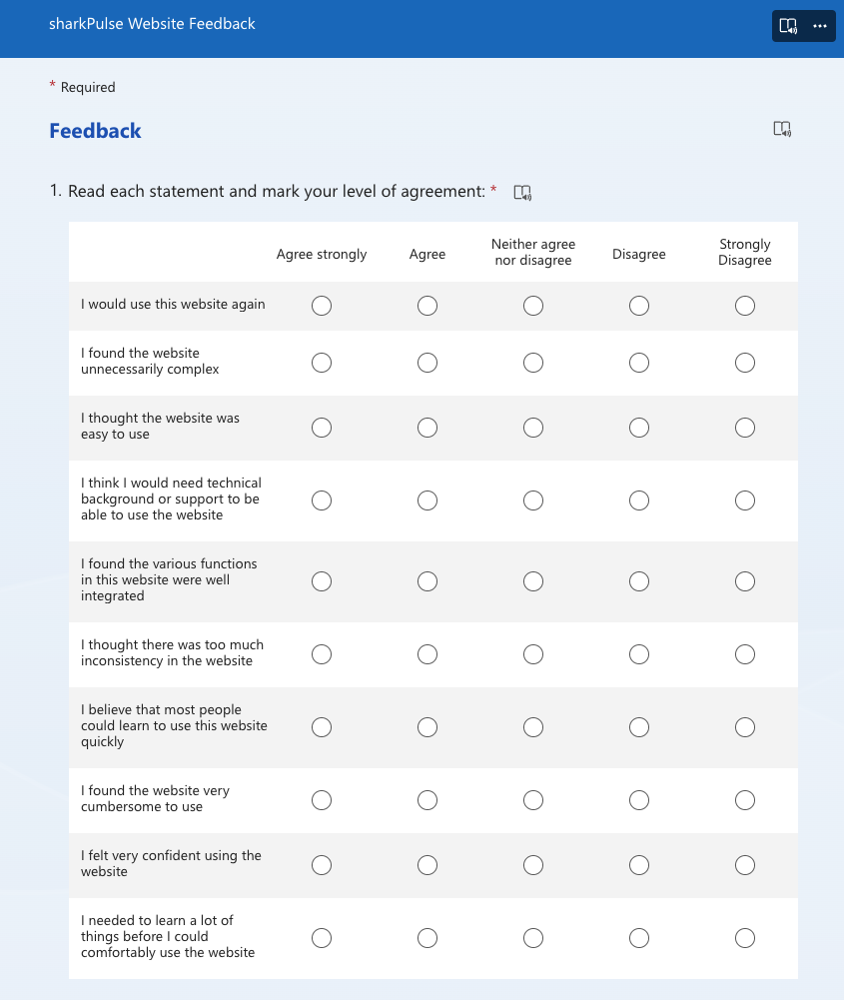 sharkPulse Website Feedback
* Required
Feedback
1. Read each statement and mark your level of agreement: *
Agree strongly
Agree
Neither agree
nor disagree
Disagree
Strongly
Disagree
I would use this website again
I found the website
unnecessarily complex
I thought the website was
easy to use
I think I would need technical
background or support to be
able to use the website
I found the various functions
in this website were well
integrated
I thought there was too much
inconsistency in the website
I believe that most people
could learn to use this website
quickly
I found the website very
cumbersome to use
I felt very confident using the
website
I needed to learn a lot of
things before I could
comfortably use the website